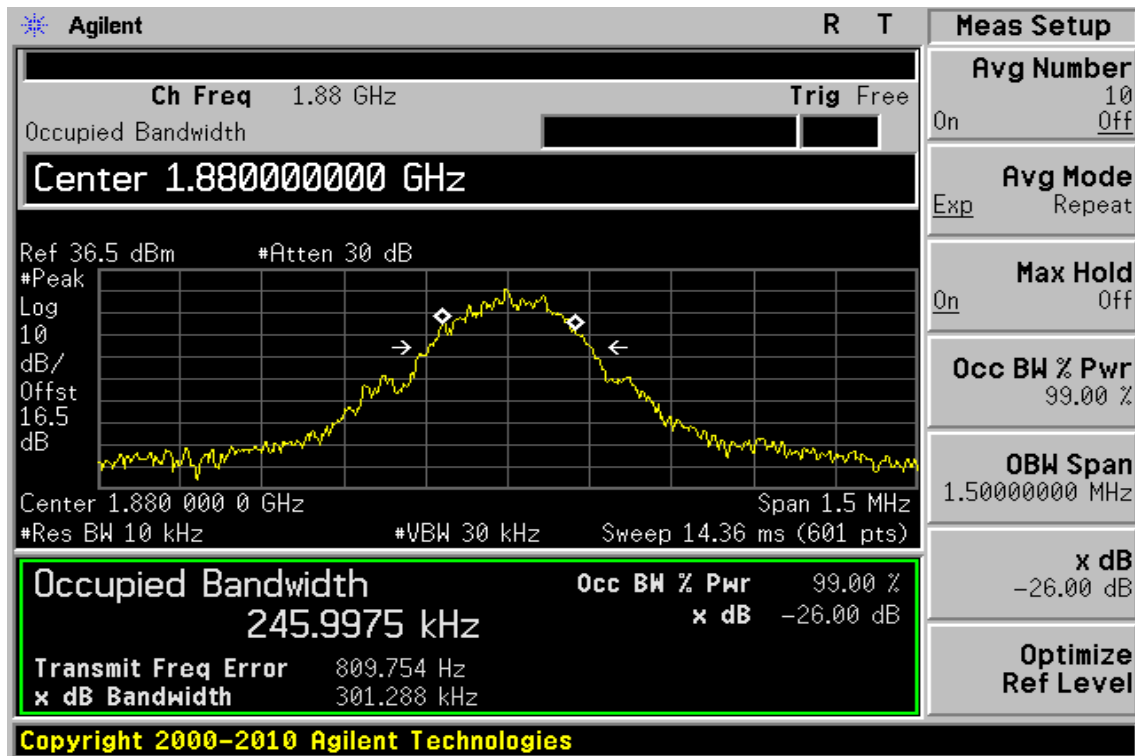 Agilent R T
Ch Freq 1.88 GHz Trig Free
Occupied Bandwidth
Center 1.880000000 GHz
Ref 36.5 dBm #Atten 30 dB
#Peak
Log
10
dB/
Offst
16.5
dB
Center 1.880 000 0 GHz Span 1.5 MHz
#Res BW 10 kHz #VBW 30 kHz Sweep 14.36 ms (601 pts)
Occupied Bandwidth Occ BW % Pwr 99.00 %
245.9975 kHz x dB -26.00 dB
Transmit Freq Error 809.754 Hz
x dB Bandwidth 301.288 kHz
Meas Setup
Avg Number
10
On Off
Avg Mode
Exp Repeat
Max Hold
On Off
Occ BW % Pwr
99.00 %
OBW Span
1.50000000 MHz
x dB
-26.00 dB
Optimize
Ref Level
Copyright 2000-2010 Agilent Technologies